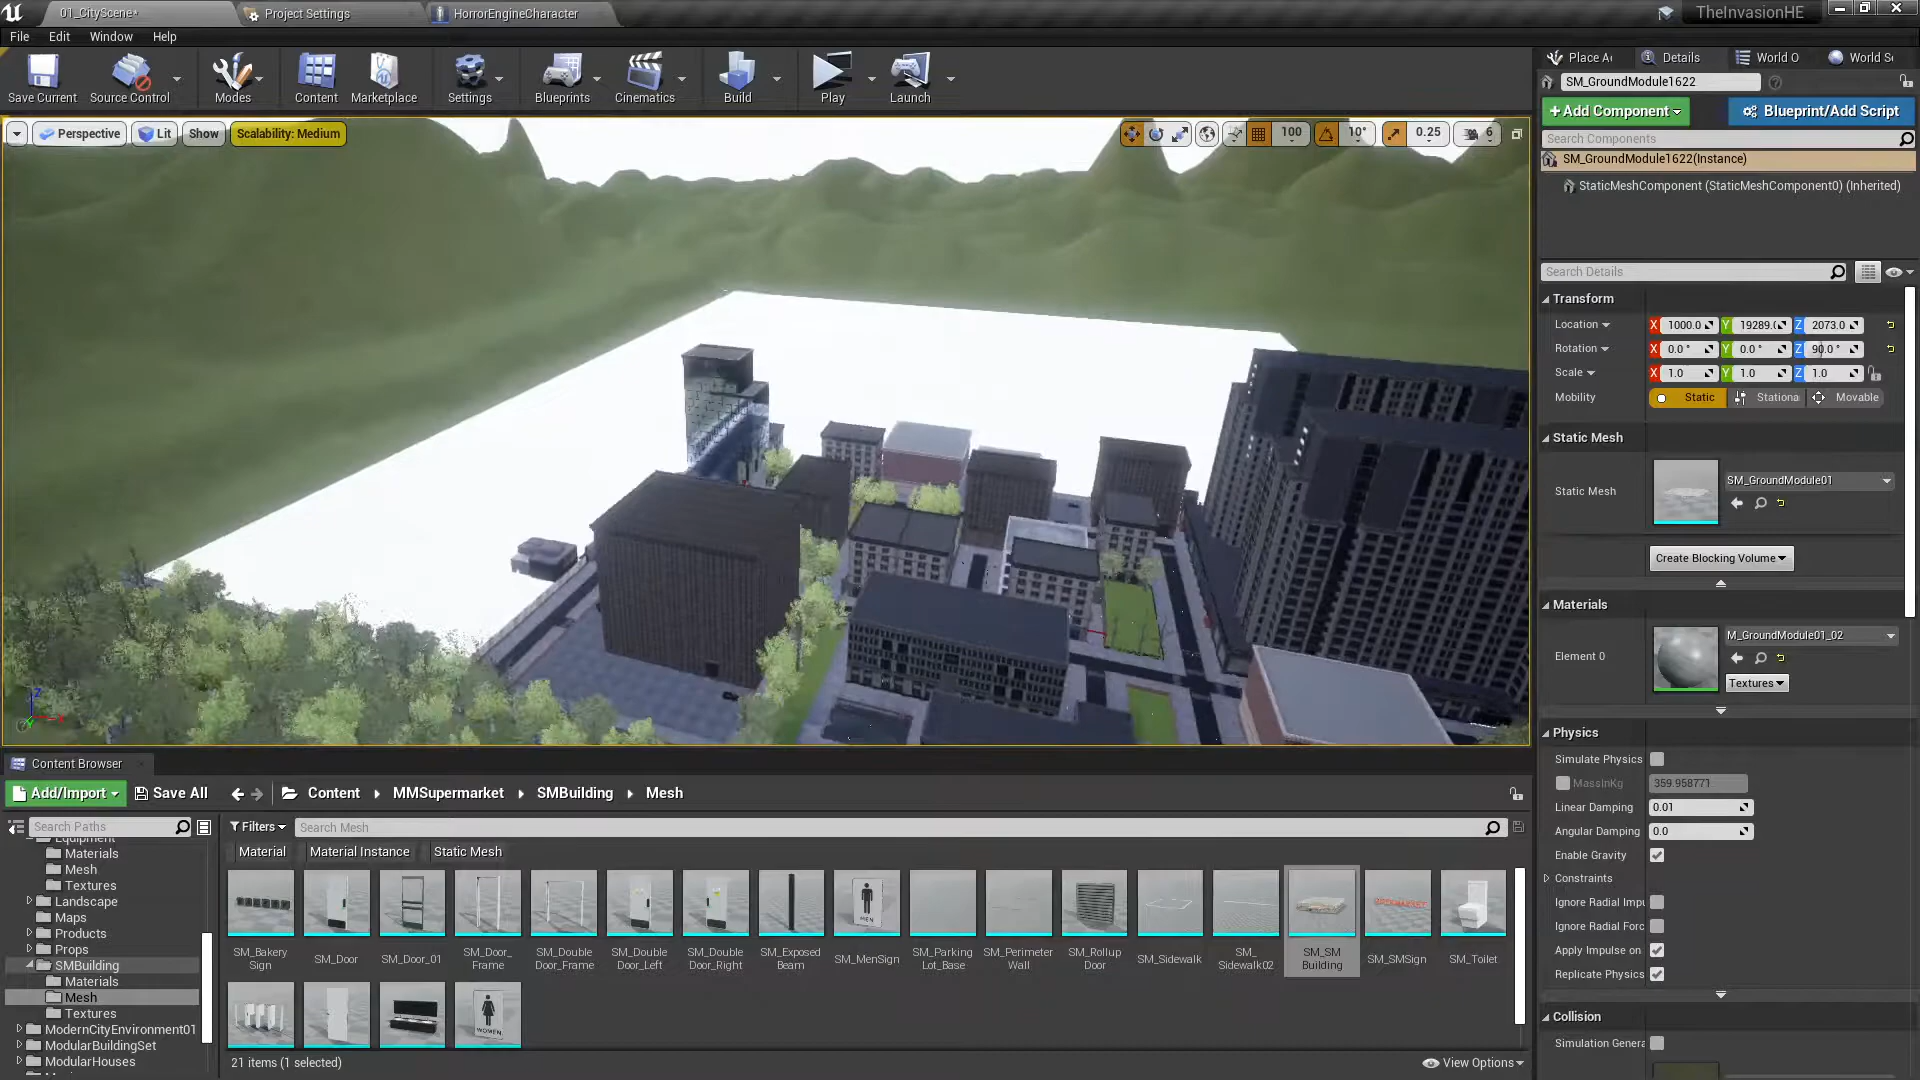 01_CityScene*
Project Settings
HorrorEngineCharacter
TheInvasionHE
File Edit Window Help
Save Current
Source Control
Modes
Content
Marketplace
Settings
Blueprints
Cinematics
Build
Play
Launch
Perspective
Lit
Show
Scalability: Medium
100
10°
0.25
6
Place Ac
Details
World O
World Se
SM_GroundModule1622
+Add Component
Blueprint/Add Script
Search Components
SM_GroundModule1622(Instance)
StaticMeshComponent (StaticMeshComponent0) (Inherited)
Search Details
Transform
Location X 1000.0 Y 19289.( Z 2073.0
Rotation X 0.0 ° Y 0.0 ° Z 90.0 °
Scale X 1.0 Y 1.0 Z 1.0
Mobility Static Stationa Movable
Static Mesh
Static Mesh
SM_GroundModule01
Create Blocking Volume
Materials
Element 0
M_GroundModule01_02
Textures
Physics
Simulate Physics
MassInKg 359.958771
Linear Damping 0.01
Angular Damping 0.0
Enable Gravity
Constraints
Ignore Radial Impu
Ignore Radial Forc
Apply Impulse on
Replicate Physics
Collision
Simulation Genera
Content Browser
Add/Import
Save All
Content
MMSupermarket
SMBuilding
Mesh
Search Paths
Filters
Search Mesh
Material
Material Instance
Static Mesh
Equipment
Materials
Mesh
Textures
Landscape
Maps
Products
Props
SMBuilding
Materials
Mesh
Textures
ModernCityEnvironment01
ModularBuildingSet
ModularHouses
MEN
WOMEN
SM_Bakery
Sign
SM_Door
SM_Door_01
SM_Door_
Frame
SM_Double
Door_Frame
SM_Double
Door_Left
SM_Double
Door_Right
SM_Exposed
Beam
SM_MenSign
SM_Parking
Lot_Base
SM_Perimeter
Wall
SM_Rollup
Door
SM_Sidewalk
SM_
Sidewalk02
SM_SM
Building
SM_SMSign
SM_Toilet
21 items (1 selected)
View Options